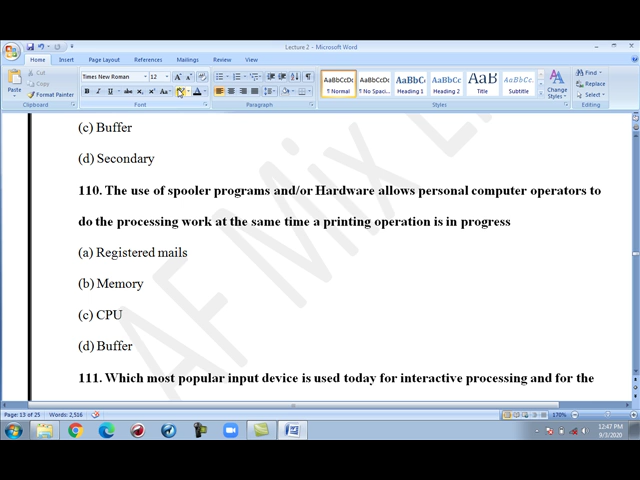 Lecture 2 - Microsoft Word
Home Insert Page Layout References Mailings Review View
Paste
Cut
Copy
Format Painter
Clipboard
Times New Roman 12
Font
Paragraph
AaBbCcDc AaBbCcDc AaBbC AaBbCc AaB AaBbCc
¶ Normal ¶ No Spaci... Heading 1 Heading 2 Title Subtitle
Change Styles
Styles
Find
Replace
Select
Editing
(c) Buffer
(d) Secondary
110. The use of spooler programs and/or Hardware allows personal computer operators to
do the processing work at the same time a printing operation is in progress
(a) Registered mails
(b) Memory
(c) CPU
(d) Buffer
111. Which most popular input device is used today for interactive processing and for the
AF Mix
Page: 13 of 25 Words: 2,516
170%
12:47 PM
9/3/2020